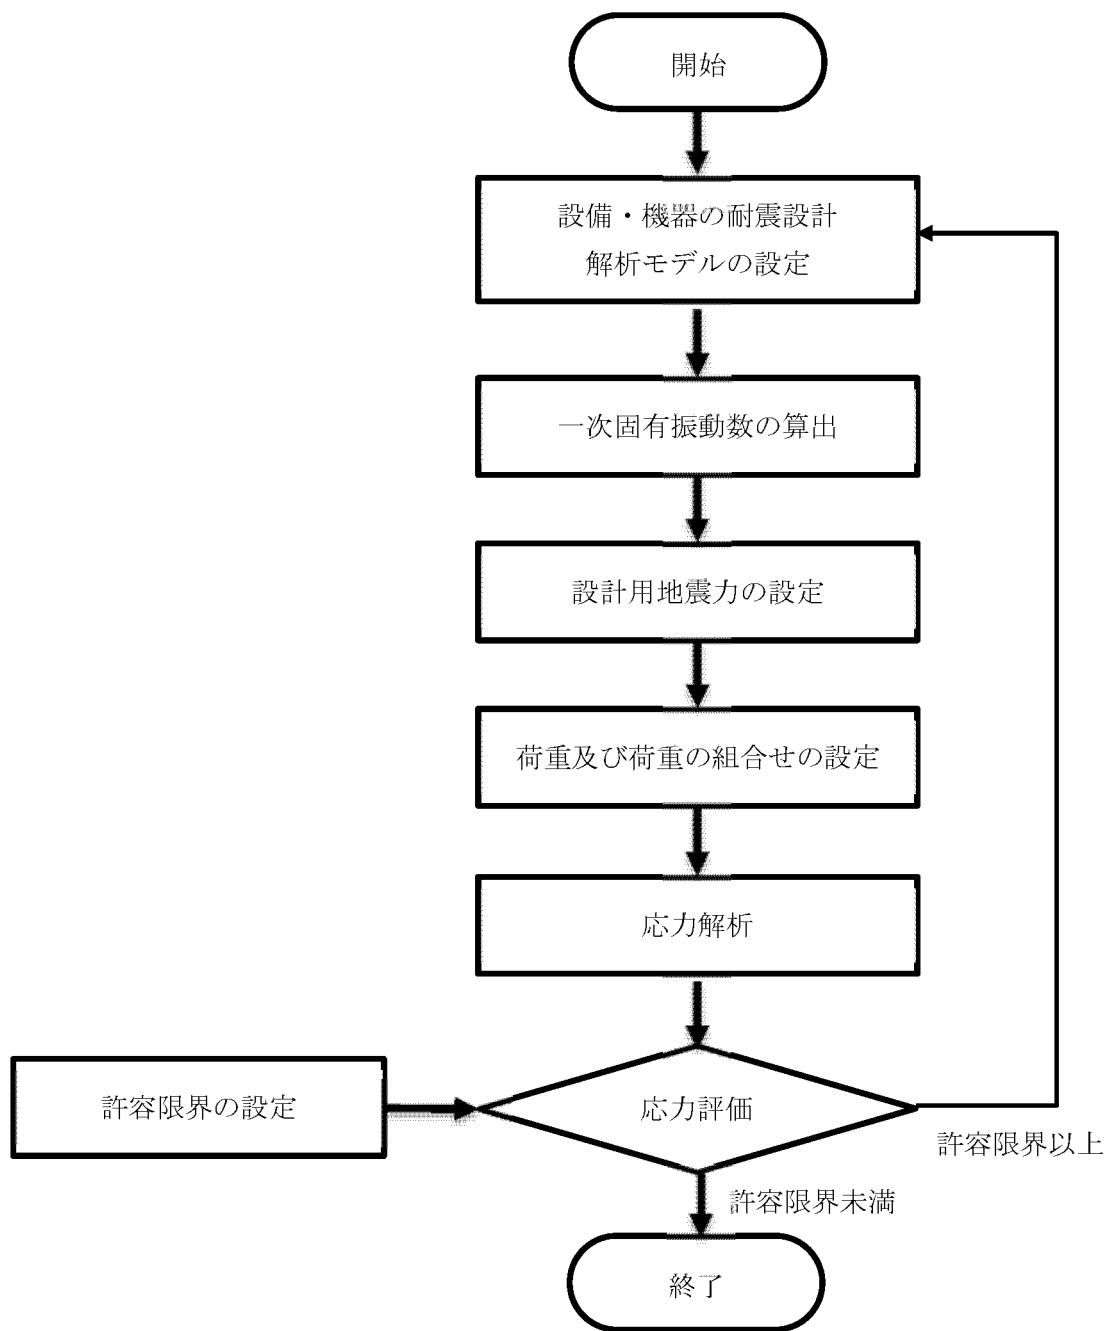 開始
設備・機器の耐震設計
解析モデルの設定
一次固有振動数の算出
設計用地震力の設定
荷重及び荷重の組合せの設定
応力解析
許容限界の設定
応力評価
許容限界以上
許容限界未満
終了